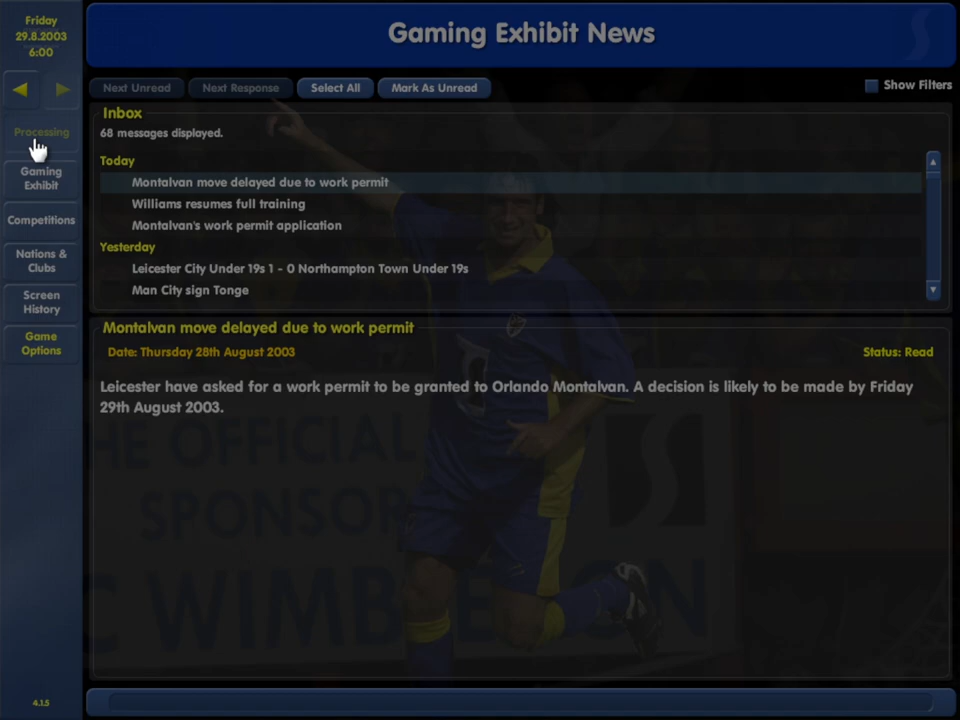 Friday
29.8.2003
6:00
Processing
Gaming
Exhibit
Competitions
Nations &
Clubs
Screen
History
Game
Options
4.1.5
Gaming Exhibit News
Next Unread
Next Response
Select All
Mark As Unread
Show Filters
Inbox
68 messages displayed.
Today
Montalvan move delayed due to work permit
Williams resumes full training
Montalvan's work permit application
Yesterday
Leicester City Under 19s 1 - 0 Northampton Town Under 19s
Man City sign Tonge
Montalvan move delayed due to work permit
Date: Thursday 28th August 2003
Status: Read
Leicester have asked for a work permit to be granted to Orlando Montalvan. A decision is likely to be made by Friday
29th August 2003.
HE OFFICIAL
SPONSOR
C WIMB